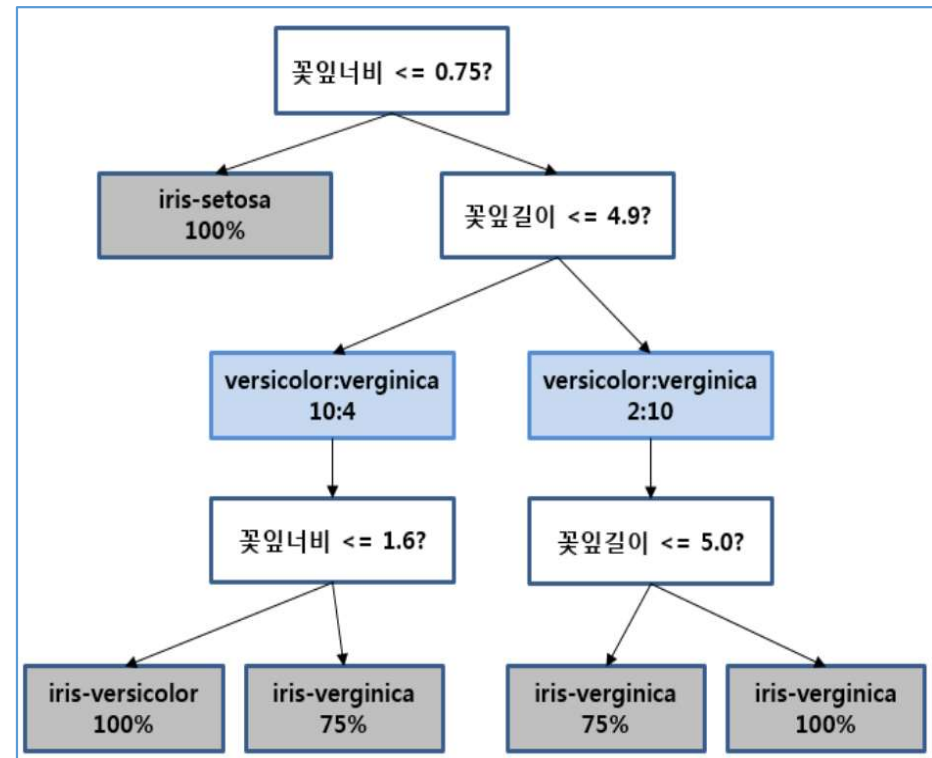 꽃잎너비 <= 0.75?
iris-setosa
100%
꽃잎길이 <= 4.9?
versicolor:verginica
10:4
versicolor:verginica
2:10
꽃잎너비 <= 1.6?
꽃잎길이 <= 5.0?
iris-versicolor
100%
iris-verginica
75%
iris-verginica
75%
iris-verginica
100%